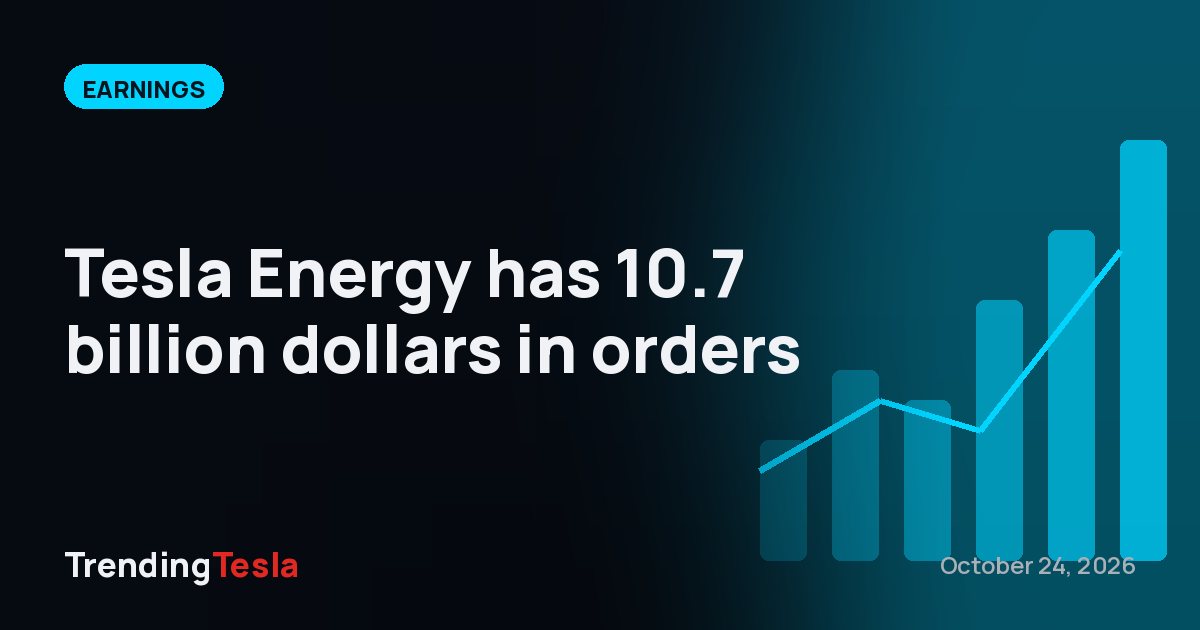 EARNINGS
Tesla Energy has 10.7
billion dollars in orders
TrendingTesla
October 24, 2026